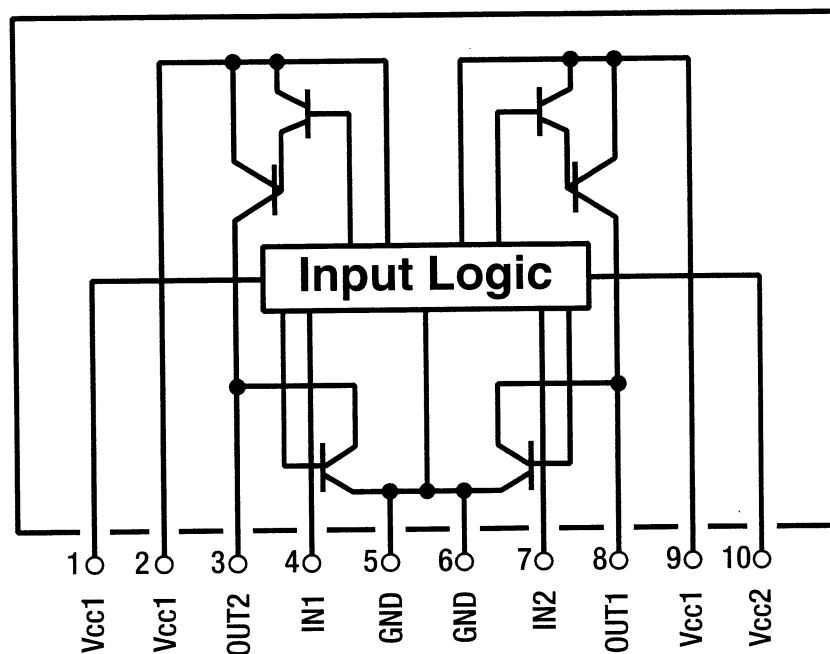 Input Logic
1 2 3 4 5 6 7 8 9 10
Vcc1
Vcc1
OUT2
IN1
GND
GND
IN2
OUT1
Vcc1
Vcc2